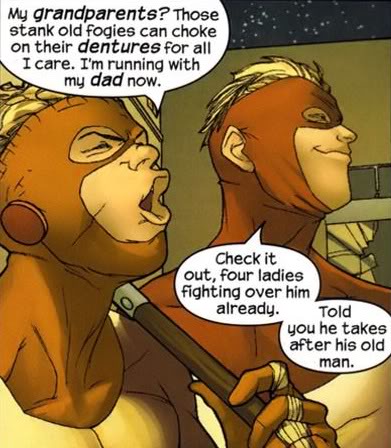 My grandparents? Those
stank old fogies can choke
on their dentures for all
I care. I'm running with
my dad now.
Check it
out, four ladies
fighting over him
already.
Told
you he takes
after his old
man.